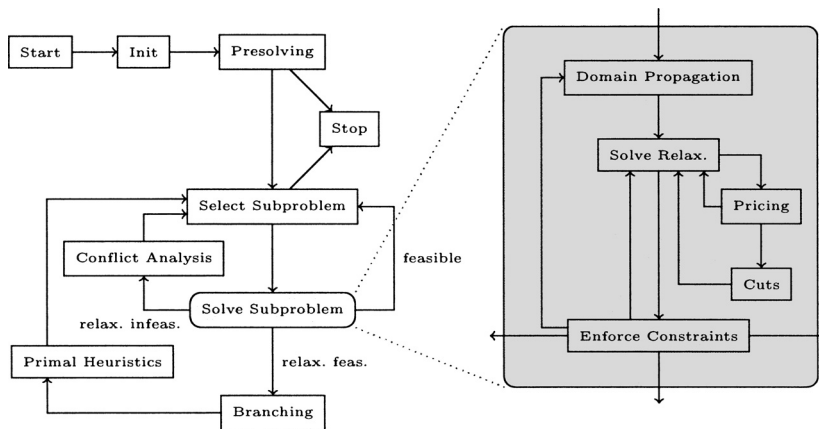 Start
Init
Presolving
Stop
Select Subproblem
Conflict Analysis
feasible
Solve Subproblem
relax. infeas.
Primal Heuristics
relax. feas.
Branching
Domain Propagation
Solve Relax.
Pricing
Cuts
Enforce Constraints